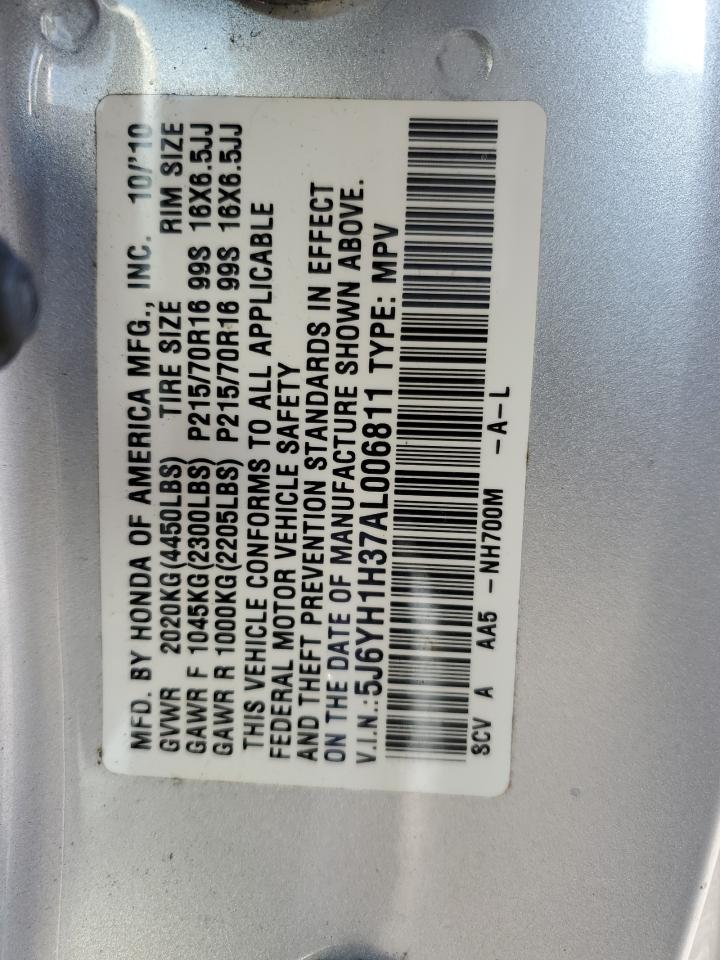 MFD. BY HONDA OF AMERICA MFG., INC. 10/'10
GVWR 2020KG(4450LBS) TIRE SIZE RIM SIZE
GAWR F 1045KG(2300LBS) P215/70R16 99S 16X6.5JJ
GAWR R 1000KG(2205LBS) P215/70R16 99S 16X6.5JJ
THIS VEHICLE CONFORMS TO ALL APPLICABLE
FEDERAL MOTOR VEHICLE SAFETY
AND THEFT PREVENTION STANDARDS IN EFFECT
ON THE DATE OF MANUFACTURE SHOWN ABOVE.
V.I.N.:5J6YH1H37AL006811 TYPE: MPV
SCV A AA5 -NH700M -A-L